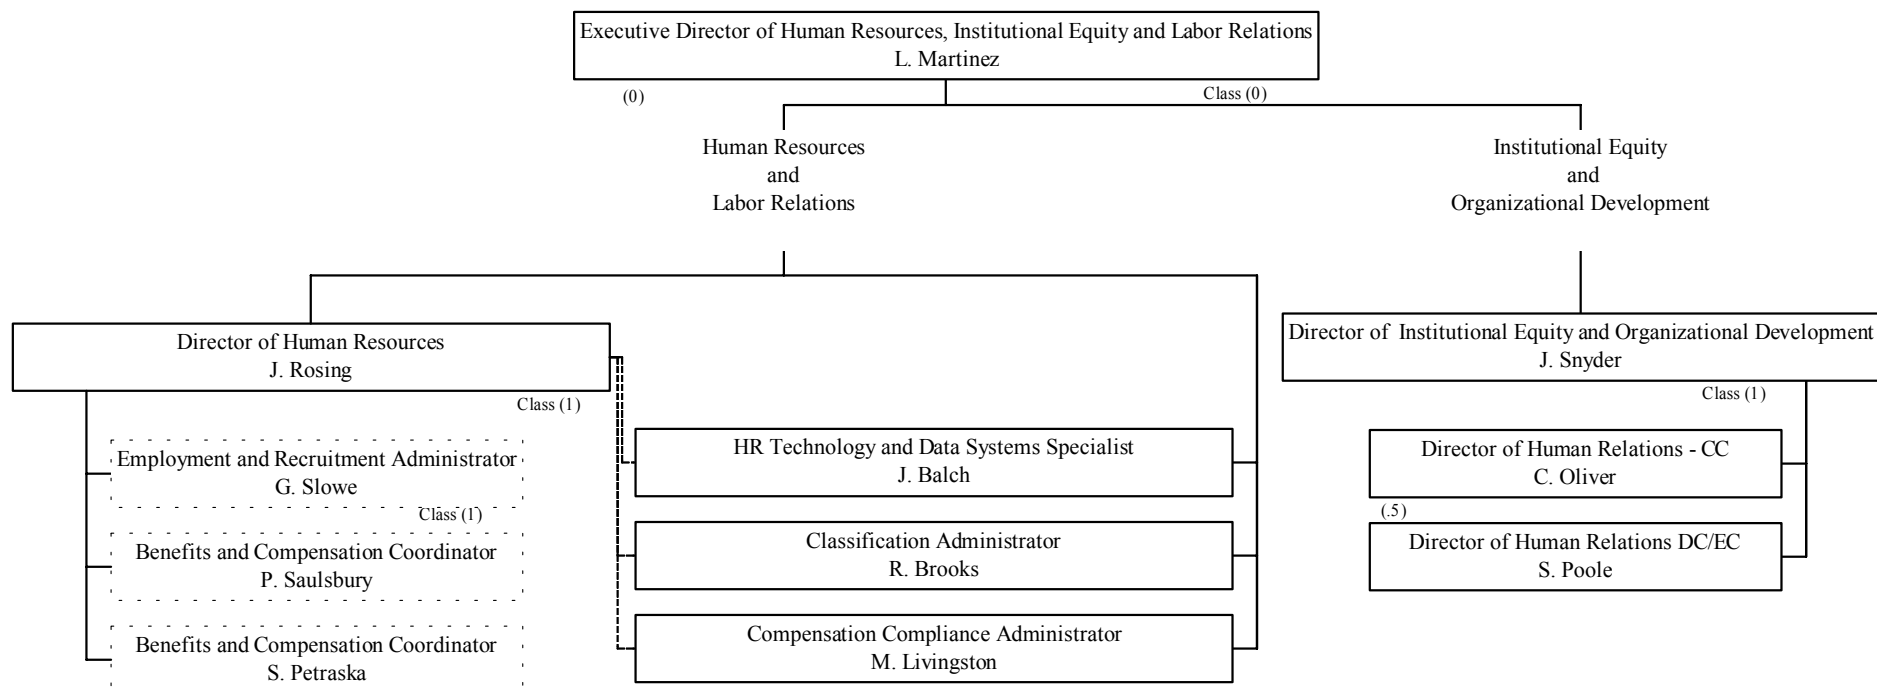 Executive Director of Human Resources, Institutional Equity and Labor Relations
L. Martinez
(0)
Class (0)
Human Resources
and
Labor Relations
Institutional Equity
and
Organizational Development
Director of Human Resources
J. Rosing
Class (1)
Employment and Recruitment Administrator
G. Slowe
Class (1)
Benefits and Compensation Coordinator
P. Saulsbury
Benefits and Compensation Coordinator
S. Petraska
HR Technology and Data Systems Specialist
J. Balch
Classification Administrator
R. Brooks
Compensation Compliance Administrator
M. Livingston
Director of  Institutional Equity and Organizational Development
J. Snyder
Class (1)
Director of Human Relations - CC
C. Oliver
(.5)
Director of Human Relations DC/EC
S. Poole